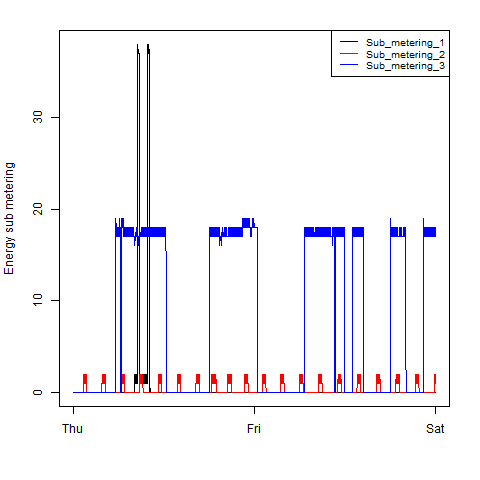 Sub_metering_1
Sub_metering_2
Sub_metering_3
Energy sub metering
30
20
10
0
Thu Fri Sat